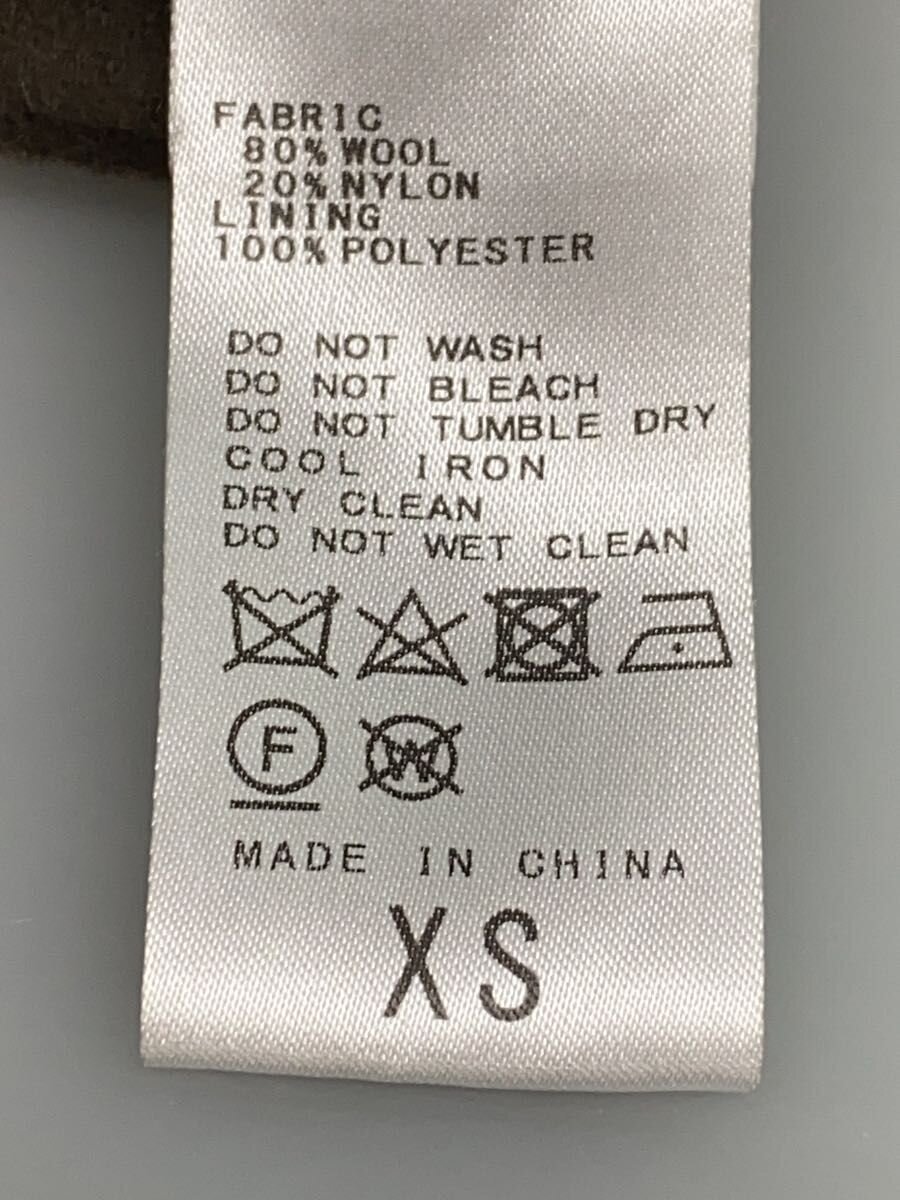 FABRIC
80% WOOL
20% NYLON
LINING
100% POLYESTER
DO NOT WASH
DO NOT BLEACH
DO NOT TUMBLE DRY
COOL IRON
DRY CLEAN
DO NOT WET CLEAN
F W
MADE IN CHINA
XS